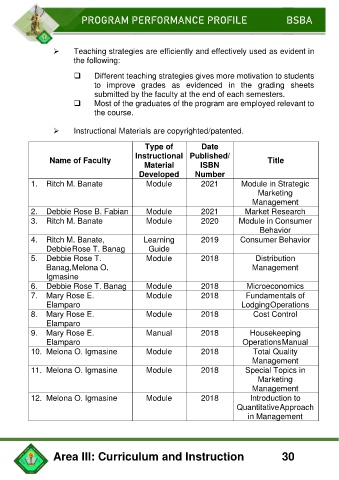 PROGRAM PERFORMANCE PROFILE BSBA
➢ Teaching strategies are efficiently and effectively used as evident in
the following:
❑ Different teaching strategies gives more motivation to students
to improve grades as evidenced in the grading sheets
submitted by the faculty at the end of each semesters.
❑ Most of the graduates of the program are employed relevant to
the course.
➢ Instructional Materials are copyrighted/patented.
Name of Faculty Type of Instructional Material Developed Date Published/ ISBN Number Title
1. Ritch M. Banate Module 2021 Module in Strategic
Marketing
Management
2. Debbie Rose B. Fabian Module 2021 Market Research
3. Ritch M. Banate Module 2020 Module in Consumer
Behavior
4. Ritch M. Banate, Learning 2019 Consumer Behavior
DebbieRose T. Banag Guide
5. Debbie Rose T. Module 2018 Distribution
Banag,Melona O. Management
Igmasine
6. Debbie Rose T. Banag Module 2018 Microeconomics
7. Mary Rose E. Module 2018 Fundamentals of
Elamparo LodgingOperations
8. Mary Rose E. Module 2018 Cost Control
Elamparo
9. Mary Rose E. Manual 2018 Housekeeping
Elamparo OperationsManual
10. Melona O. Igmasine Module 2018 Total Quality
Management
11. Melona O. Igmasine Module 2018 Special Topics in
Marketing
Management
12. Melona O. Igmasine Module 2018 Introduction to
QuantitativeApproach
in Management
Area III: Curriculum and Instruction 30